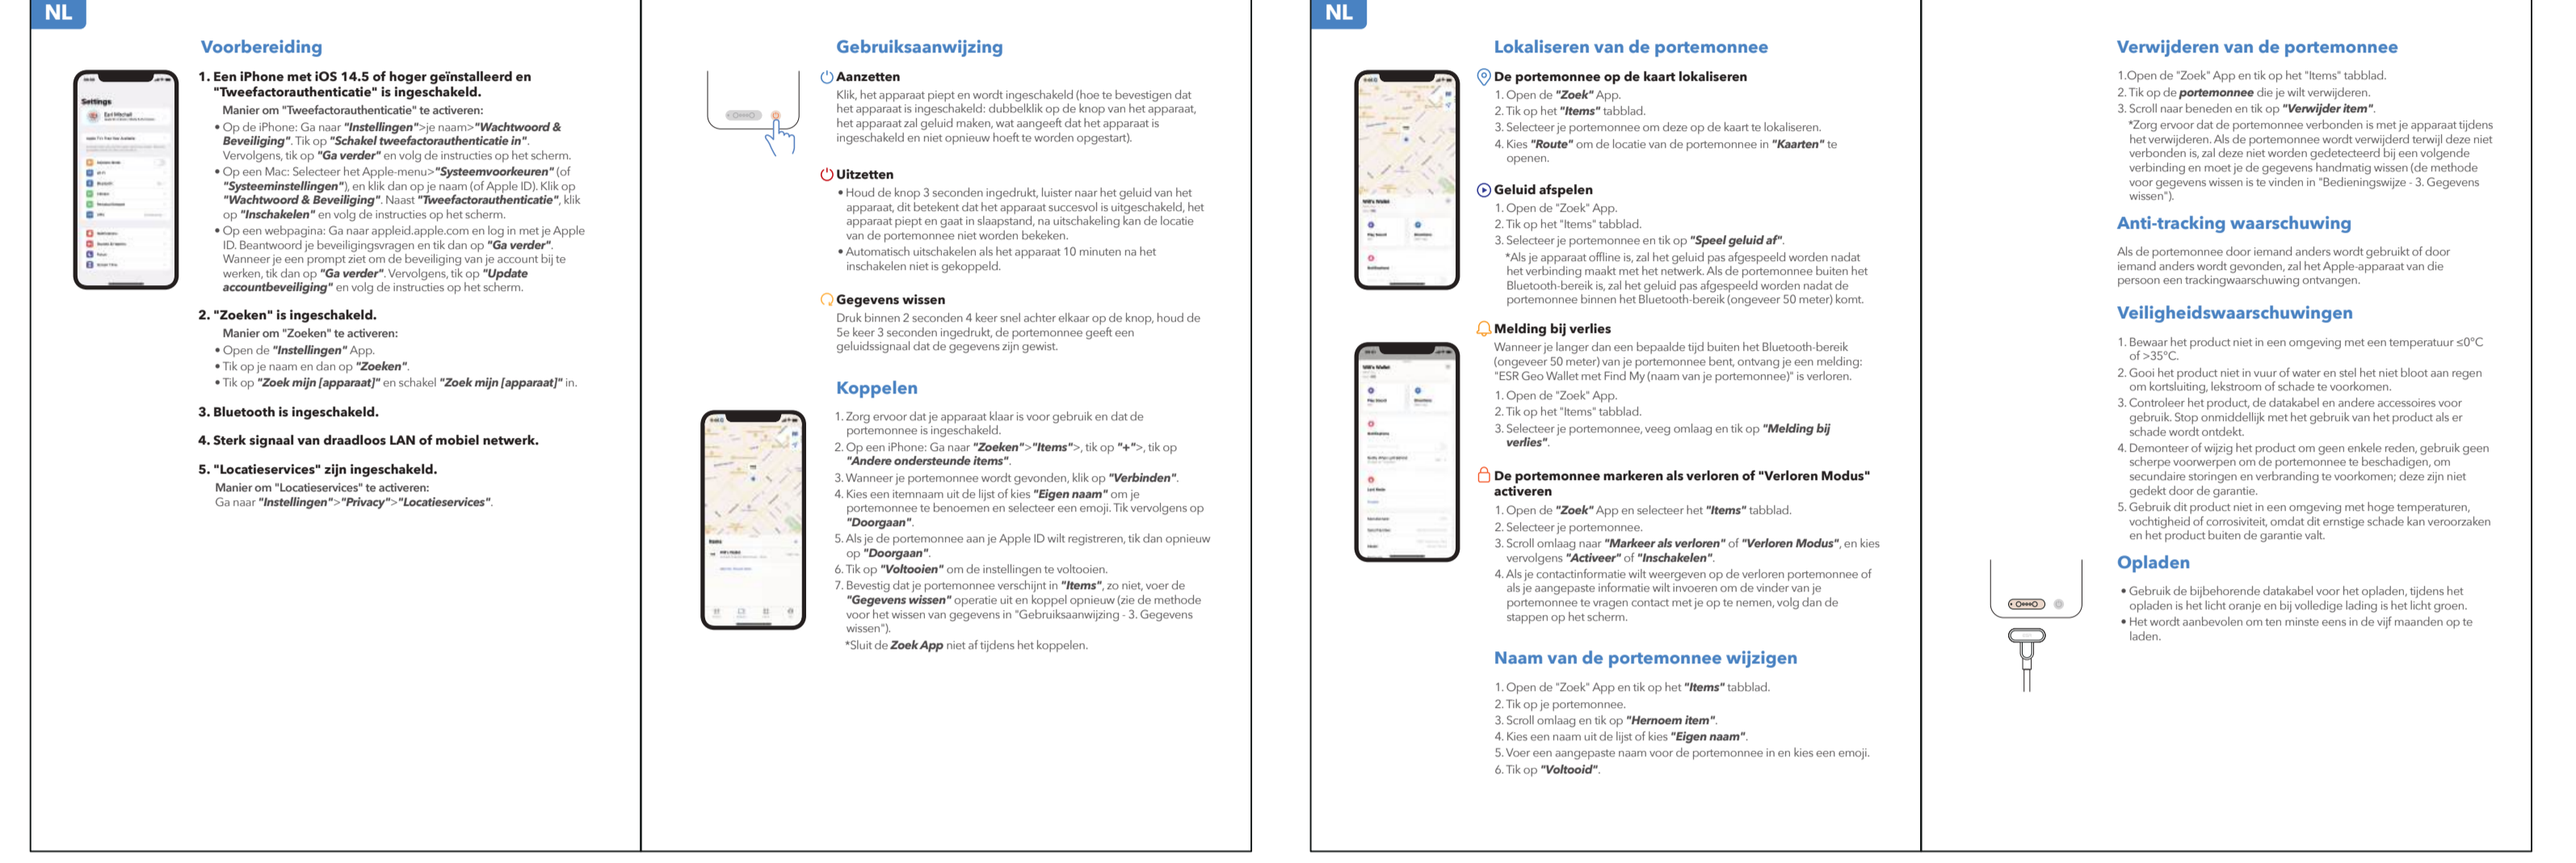 NL
Voorbereiding
1. Een iPhone met iOS 14.5 of hoger geïnstalleerd en
"Tweefactorauthenticatie" is ingeschakeld.
Manier om "Tweefactorauthenticatie" te activeren:
• Op de iPhone: Ga naar "Instellingen">je naam>"Wachtwoord &
Beveiliging". Tik op "Schakel tweefactorauthenticatie in".
Vervolgens, tik op "Ga verder" en volg de instructies op het scherm.
• Op een Mac: Selecteer het Apple-menu>"Systeemvoorkeuren" (of
"Systeeminstellingen"), en klik dan op je naam (of Apple ID). Klik op
"Wachtwoord & Beveiliging". Naast "Tweefactorauthenticatie", klik
op "Inschakelen" en volg de instructies op het scherm.
• Op een webpagina: Ga naar appleid.apple.com en log in met je Apple
ID. Beantwoord je beveiligingsvragen en tik dan op "Ga verder".
Wanneer je een prompt ziet om de beveiliging van je account bij te
werken, tik dan op "Ga verder". Vervolgens, tik op "Update
accountbeveiliging" en volg de instructies op het scherm.
2. "Zoeken" is ingeschakeld.
Manier om "Zoeken" te activeren:
• Open de "Instellingen" App.
• Tik op je naam en dan op "Zoeken".
• Tik op "Zoek mijn [apparaat]" en schakel "Zoek mijn [apparaat]" in.
3. Bluetooth is ingeschakeld.
4. Sterk signaal van draadloos LAN of mobiel netwerk.
5. "Locatieservices" zijn ingeschakeld.
Manier om "Locatieservices" te activeren:
Ga naar "Instellingen">"Privacy">"Locatieservices".
Settings
Gebruiksaanwijzing
Aanzetten
Klik, het apparaat piept en wordt ingeschakeld (hoe te bevestigen dat
het apparaat is ingeschakeld: dubbelklik op de knop van het apparaat,
het apparaat zal geluid maken, wat aangeeft dat het apparaat is
ingeschakeld en niet opnieuw hoeft te worden opgestart).
Uitzetten
• Houd de knop 3 seconden ingedrukt, luister naar het geluid van het
apparaat, dit betekent dat het apparaat succesvol is uitgeschakeld, het
apparaat piept en gaat in slaapstand, na uitschakeling kan de locatie
van de portemonnee niet worden bekeken.
• Automatisch uitschakelen als het apparaat 10 minuten na het
inschakelen niet is gekoppeld.
Gegevens wissen
Druk binnen 2 seconden 4 keer snel achter elkaar op de knop, houd de
5e keer 3 seconden ingedrukt, de portemonnee geeft een
geluidssignaal dat de gegevens zijn gewist.
Koppelen
1. Zorg ervoor dat je apparaat klaar is voor gebruik en dat de
portemonnee is ingeschakeld.
2. Op een iPhone: Ga naar "Zoeken">"Items">, tik op "+">, tik op
"Andere ondersteunde items".
3. Wanneer je portemonnee wordt gevonden, klik op "Verbinden".
4. Kies een itemnaam uit de lijst of kies "Eigen naam" om je
portemonnee te benoemen en selecteer een emoji. Tik vervolgens op
"Doorgaan".
5. Als je de portemonnee aan je Apple ID wilt registreren, tik dan opnieuw
op "Doorgaan".
6. Tik op "Voltooien" om de instellingen te voltooien.
7. Bevestig dat je portemonnee verschijnt in "Items", zo niet, voer de
"Gegevens wissen" operatie uit en koppel opnieuw (zie de methode
voor het wissen van gegevens in "Gebruiksaanwijzing - 3. Gegevens
wissen").
*Sluit de Zoek App niet af tijdens het koppelen.
NL
Lokaliseren van de portemonnee
De portemonnee op de kaart lokaliseren
1. Open de "Zoek" App.
2. Tik op het "Items" tabblad.
3. Selecteer je portemonnee om deze op de kaart te lokaliseren.
4. Kies "Route" om de locatie van de portemonnee in "Kaarten" te
openen.
Geluid afspelen
1. Open de "Zoek" App.
2. Tik op het "Items" tabblad.
3. Selecteer je portemonnee en tik op "Speel geluid af".
*Als je apparaat offline is, zal het geluid pas afgespeeld worden nadat
het verbinding maakt met het netwerk. Als de portemonnee buiten het
Bluetooth-bereik is, zal het geluid pas afgespeeld worden nadat de
portemonnee binnen het Bluetooth-bereik (ongeveer 50 meter) komt.
Melding bij verlies
Wanneer je langer dan een bepaalde tijd buiten het Bluetooth-bereik
(ongeveer 50 meter) van je portemonnee bent, ontvang je een melding:
"ESR Geo Wallet met Find My (naam van je portemonnee)" is verloren.
1. Open de "Zoek" App.
2. Tik op het "Items" tabblad.
3. Selecteer je portemonnee, veeg omlaag en tik op "Melding bij
verlies".
De portemonnee markeren als verloren of "Verloren Modus"
activeren
1. Open de "Zoek" App en selecteer het "Items" tabblad.
2. Selecteer je portemonnee.
3. Scroll omlaag naar "Markeer als verloren" of "Verloren Modus", en kies
vervolgens "Activeer" of "Inschakelen".
4. Als je contactinformatie wilt weergeven op de verloren portemonnee of
als je aangepaste informatie wilt invoeren om de vinder van je
portemonnee te vragen contact met je op te nemen, volg dan de
stappen op het scherm.
Naam van de portemonnee wijzigen
1. Open de "Zoek" App en tik op het "Items" tabblad.
2. Tik op je portemonnee.
3. Scroll omlaag en tik op "Hernoem item".
4. Kies een naam uit de lijst of kies "Eigen naam".
5. Voer een aangepaste naam voor de portemonnee in en kies een emoji.
6. Tik op "Voltooid".
Verwijderen van de portemonnee
1.Open de "Zoek" App en tik op het "Items" tabblad.
2. Tik op de portemonnee die je wilt verwijderen.
3. Scroll naar beneden en tik op "Verwijder item".
*Zorg ervoor dat de portemonnee verbonden is met je apparaat tijdens
het verwijderen. Als de portemonnee wordt verwijderd terwijl deze niet
verbonden is, zal deze niet worden gedetecteerd bij een volgende
verbinding en moet je de gegevens handmatig wissen (de methode
voor gegevens wissen is te vinden in "Bedieningswijze - 3. Gegevens
wissen").
Anti-tracking waarschuwing
Als de portemonnee door iemand anders wordt gebruikt of door
iemand anders wordt gevonden, zal het Apple-apparaat van die
persoon een trackingwaarschuwing ontvangen.
Veiligheidswaarschuwingen
1. Bewaar het product niet in een omgeving met een temperatuur ≤0°C
of >35°C.
2. Gooi het product niet in vuur of water en stel het niet bloot aan regen
om kortsluiting, lekstroom of schade te voorkomen.
3. Controleer het product, de datakabel en andere accessoires voor
gebruik. Stop onmiddellijk met het gebruik van het product als er
schade wordt ontdekt.
4. Demonteer of wijzig het product om geen enkele reden, gebruik geen
scherpe voorwerpen om de portemonnee te beschadigen, om
secundaire storingen en verbranding te voorkomen; deze zijn niet
gedekt door de garantie.
5. Gebruik dit product niet in een omgeving met hoge temperaturen,
vochtigheid of corrosiviteit, omdat dit ernstige schade kan veroorzaken
en het product buiten de garantie valt.
Opladen
• Gebruik de bijbehorende datakabel voor het opladen, tijdens het
opladen is het licht oranje en bij volledige lading is het licht groen.
• Het wordt aanbevolen om ten minste eens in de vijf maanden op te
laden.